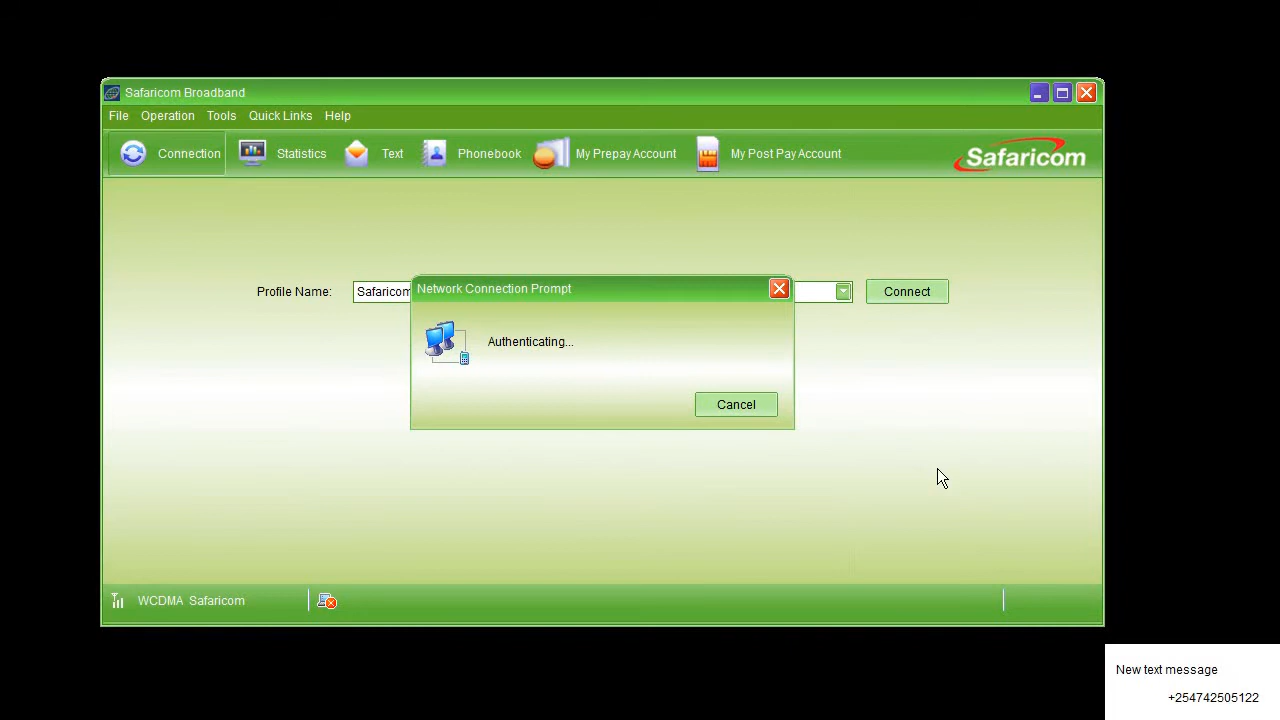 Safaricom Broadband
File Operation Tools Quick Links Help
Connection Statistics Text Phonebook My Prepay Account My Post Pay Account Safaricom
Profile Name: Safaricom Connect
Network Connection Prompt
Authenticating...
Cancel
WCDMA Safaricom
New text message
+254742505122